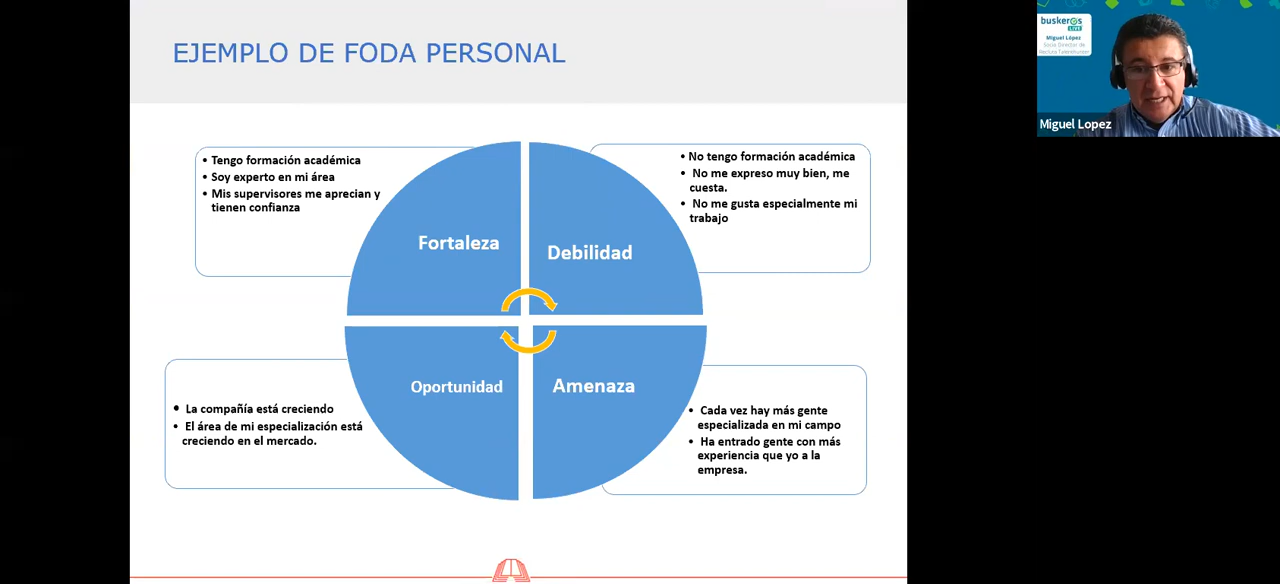 EJEMPLO DE FODA PERSONAL
• Tengo formación académica
• Soy experto en mi área
• Mis supervisores me aprecian y
tienen confianza
• No tengo formación académica
• No me expreso muy bien, me
cuesta.
• No me gusta especialmente mi
trabajo
Fortaleza
Debilidad
Oportunidad
Amenaza
• La compañía está creciendo
• El área de mi especialización está
creciendo en el mercado.
• Cada vez hay más gente
especializada en mi campo
• Ha entrado gente con más
experiencia que yo a la
empresa.
buskeros
LIVE
Miguel López
Socio Director de
Miguel Lopez